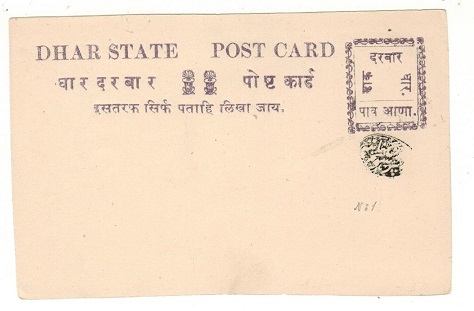 DHAR STATE POST CARD
धार दरबार पोष्ट कार्ड
इसतरफ सिर्फ पताहि लिखा जाय.
दरबार
डाक
धार.
पाव आणा.